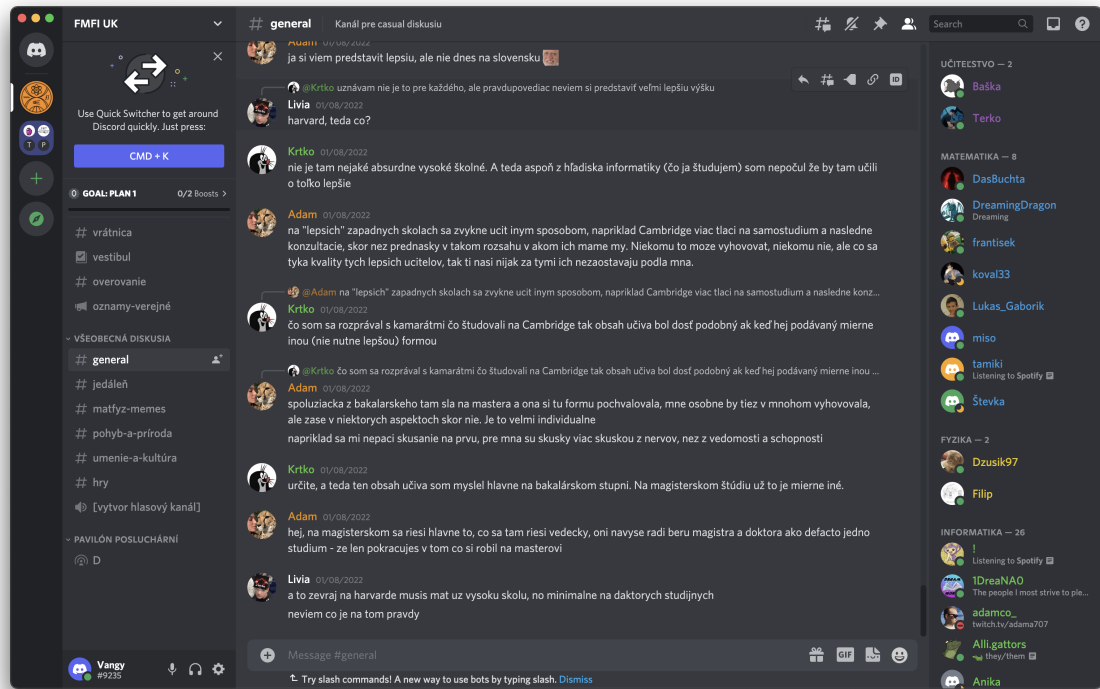 FMFI UK
Use Quick Switcher to get around
Discord quickly. Just press:
CMD + K
GOAL: PLAN 1
0/2 Boosts
vrátnica
vestibul
overovanie
oznamy-verejné
VŠEOBECNÁ DISKUSIA
general
jedáleň
matfyz-memes
pohyb-a-príroda
umenie-a-kultúra
hry
[vytvor hlasový kanál]
PAVILÓN POSLUCHÁRNÍ
D
Vangy
#9235
T P
# general
Kanál pre casual diskusiu
Search
Adam 01/08/2022
ja si viem predstavit lepsiu, ale nie dnes na slovensku
@Krtko uznávam nie je to pre každého, ale pravdupovediac neviem si predstaviť veľmi lepšiu výšku
ID
Livia 01/08/2022
harvard, teda co?
Krtko 01/08/2022
nie je tam nejaké absurdne vysoké školné. A teda aspoň z hľadiska informatiky (čo ja študujem) som nepočul že by tam učili
o toľko lepšie
Adam 01/08/2022
na "lepsich" zapadnych skolach sa zvykne ucit inym sposobom, napriklad Cambridge viac tlaci na samostudium a nasledne
konzultacie, skor nez prednasky v takom rozsahu v akom ich mame my. Niekomu to moze vyhovovat, niekomu nie, ale co sa
tyka kvality tych lepsich ucitelov, tak ti nasi nijak za tymi ich nezaostavaju podla mna.
@Adam na "lepsich" zapadnych skolach sa zvykne ucit inym sposobom, napriklad Cambridge viac tlaci na samostudium a nasledne konz...
Krtko 01/08/2022
čo som sa rozprával s kamarátmi čo študovali na Cambridge tak obsah učiva bol dosť podobný ak keď hej podávaný mierne
inou (nie nutne lepšou) formou
@Krtko čo som sa rozprával s kamarátmi čo študovali na Cambridge tak obsah učiva bol dosť podobný ak keď hej podávaný mierne inou ...
Adam 01/08/2022
spoluziacka z bakalarskeho tam sla na mastera a ona si tu formu pochvalovala, mne osobne by tiez v mnohom vyhovovala,
ale zase v niektorych aspektoch skor nie. Je to velmi individualne
napriklad sa mi nepaci skusanie na prvu, pre mna su skusky viac skuskou z nervov, nez z vedomosti a schopnosti
Krtko 01/08/2022
určite, a teda ten obsah učiva som myslel hlavne na bakalárskom stupni. Na magisterskom štúdiu už to je mierne iné.
Adam 01/08/2022
hej, na magisterskom sa riesi hlavne to, co sa tam riesi vedecky, oni navyse radi beru magistra a doktora ako defacto jedno
studium - ze len pokracujes v tom co si robil na masterovi
Livia 01/08/2022
a to zevraj na harvarde musis mat uz vysoku skolu, no minimalne na daktorych studijnych
neviem co je na tom pravdy
Message #general
GIF
Try slash commands! A new way to use bots by typing slash. Dismiss
UČITEĽSTVO — 2
Baška
Terko
MATEMATIKA — 8
DasBuchta
DreamingDragon
Dreaming
frantisek
koval33
Lukas_Gaborik
miso
tamiki
Listening to Spotify
Števka
FYZIKA — 2
Dzusik97
Filip
INFORMATIKA — 26
!
Listening to Spotify
1DreaNA0
The people I most strive to ple...
adamco_
twitch.tv/adama707
Alli.gattors
they/them
Anika